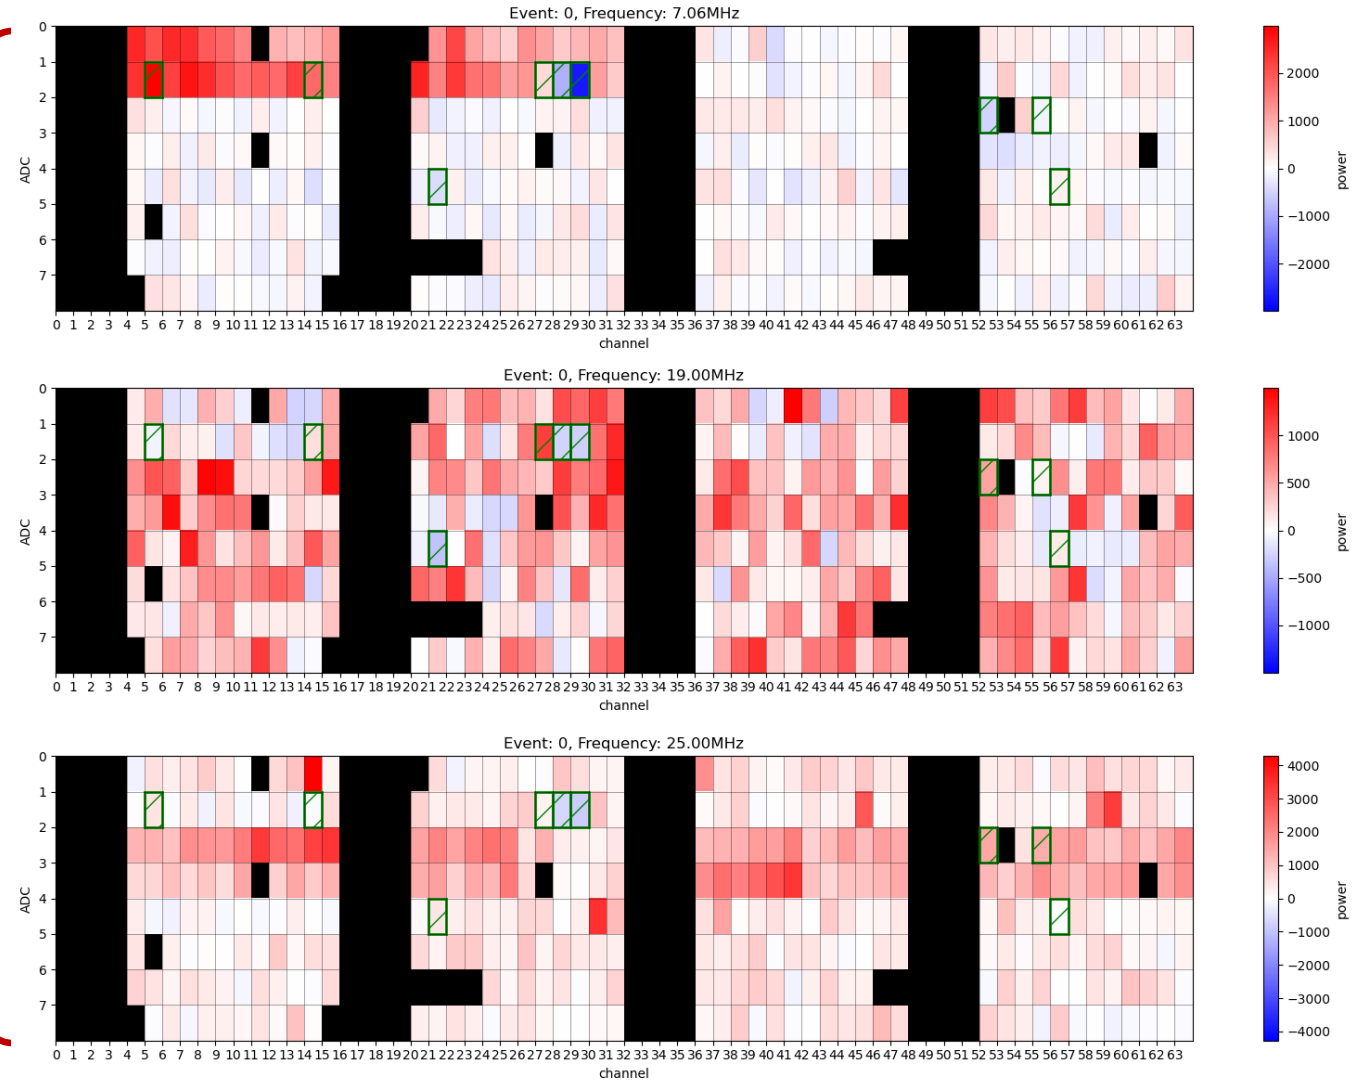 Event: 0, Frequency: 7.06MHz
0
1
2
3
4
5
6
7
ADC
0 1 2 3 4 5 6 7 8 9 10 11 12 13 14 15 16 17 18 19 20 21 22 23 24 25 26 27 28 29 30 31 32 33 34 35 36 37 38 39 40 41 42 43 44 45 46 47 48 49 50 51 52 53 54 55 56 57 58 59 60 61 62 63
channel
2000
1000
0
−1000
−2000
power
Event: 0, Frequency: 19.00MHz
0
1
2
3
4
5
6
7
ADC
0 1 2 3 4 5 6 7 8 9 10 11 12 13 14 15 16 17 18 19 20 21 22 23 24 25 26 27 28 29 30 31 32 33 34 35 36 37 38 39 40 41 42 43 44 45 46 47 48 49 50 51 52 53 54 55 56 57 58 59 60 61 62 63
channel
1000
500
0
−500
−1000
power
Event: 0, Frequency: 25.00MHz
0
1
2
3
4
5
6
7
ADC
0 1 2 3 4 5 6 7 8 9 10 11 12 13 14 15 16 17 18 19 20 21 22 23 24 25 26 27 28 29 30 31 32 33 34 35 36 37 38 39 40 41 42 43 44 45 46 47 48 49 50 51 52 53 54 55 56 57 58 59 60 61 62 63
channel
4000
3000
2000
1000
0
−1000
−2000
−3000
−4000
power